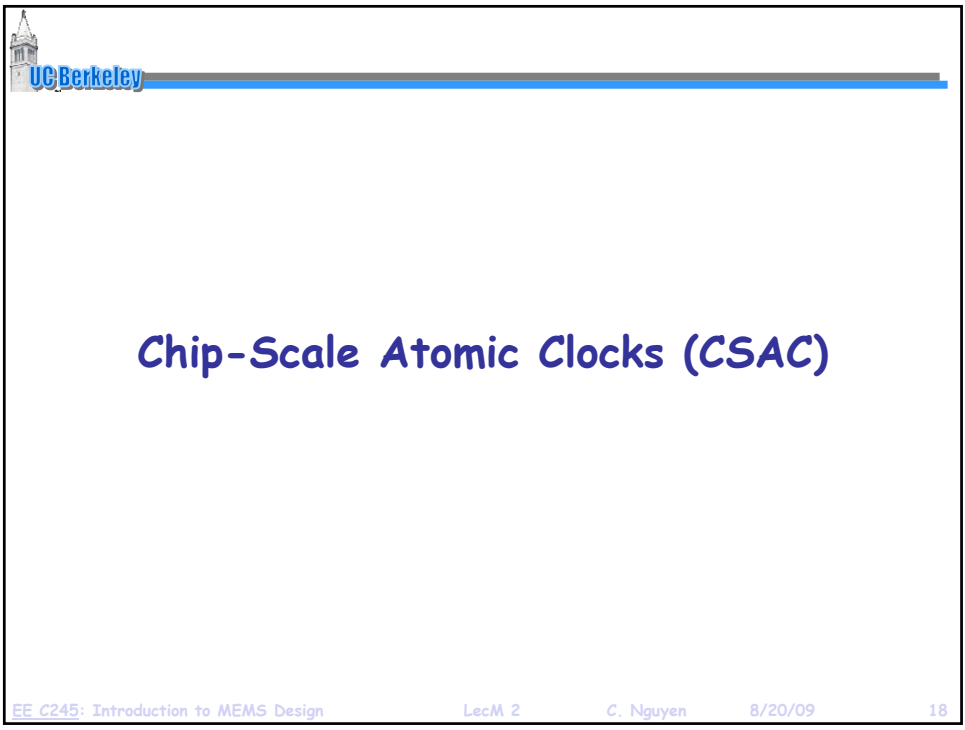 UC Berkeley
Chip-Scale Atomic Clocks (CSAC)
EE C245: Introduction to MEMS Design LecM 2 C. Nguyen 8/20/09 18